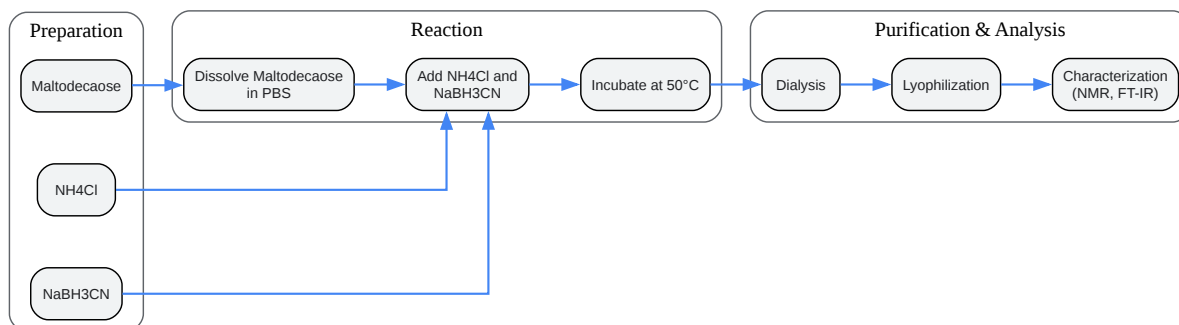 Preparation
Maltodecaose
NH4Cl
NaBH3CN
Reaction
Dissolve Maltodecaose
in PBS
Add NH4Cl and
NaBH3CN
Incubate at 50°C
Purification & Analysis
Dialysis
Lyophilization
Characterization
(NMR, FT-IR)